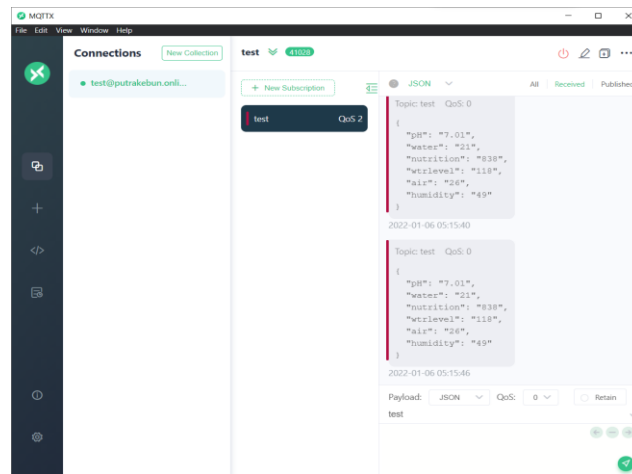 MQTTX
File Edit View Window Help
Connections
New Collection
test@putrakebun.onli...
test 41028
+ New Subscription
test QoS 2
JSON
All Received Published
Topic: test QoS: 0
{
"pH": "7.01",
"water": "21",
"nutrition": "838",
"wtrlevel": "118",
"air": "26",
"humidity": "49"
}
2022-01-06 05:15:40
Topic: test QoS: 0
{
"pH": "7.01",
"water": "21",
"nutrition": "838",
"wtrlevel": "118",
"air": "26",
"humidity": "49"
}
2022-01-06 05:15:46
Payload: JSON QoS: 0 Retain
test